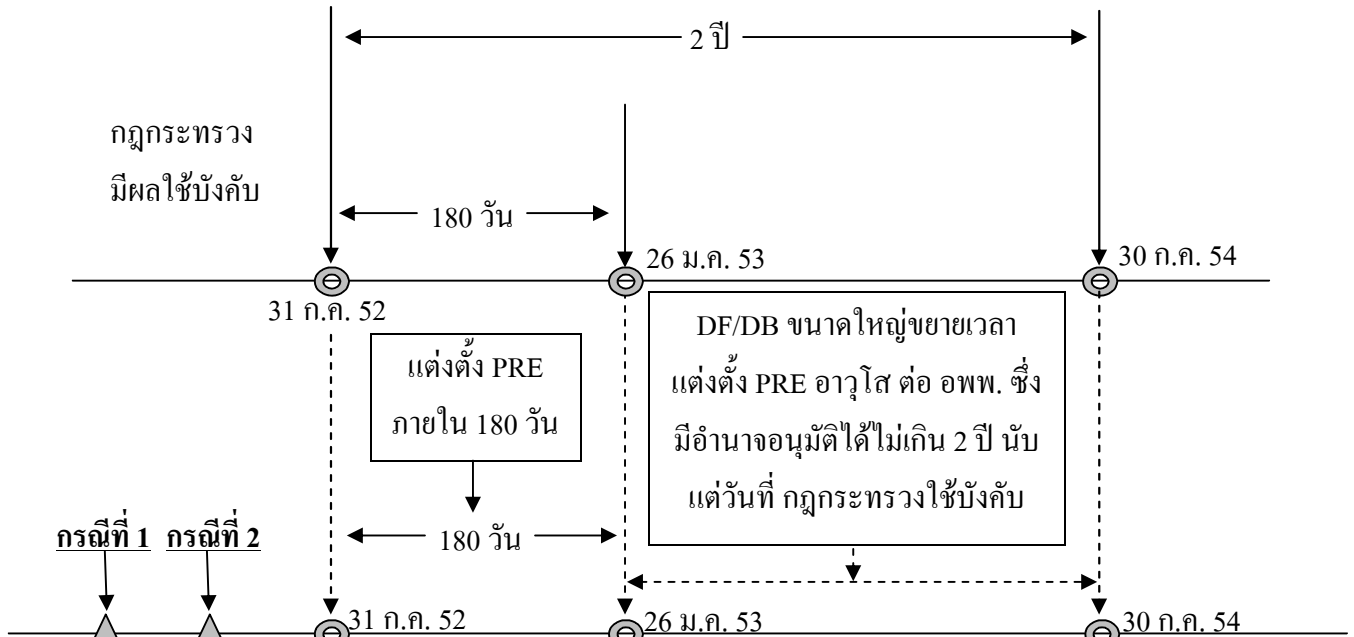 2 ปี
กฎกระทรวง
มีผลใช้บังคับ
180 วัน
26 ม.ค. 53
30 ก.ค. 54
31 ก.ค. 52
แต่งตั้ง PRE
ภายใน 180 วัน
DF/DB ขนาดใหญ่ขยายเวลา
แต่งตั้ง PRE อาวุโส ต่อ อพพ. ซึ่ง
มีอำนาจอนุมัติได้ไม่เกิน 2 ปี นับ
แต่วันที่ กฎกระทรวงใช้บังคับ
กรณีที่ 1 กรณีที่ 2
180 วัน
31 ก.ค. 52
26 ม.ค. 53
30 ก.ค. 54